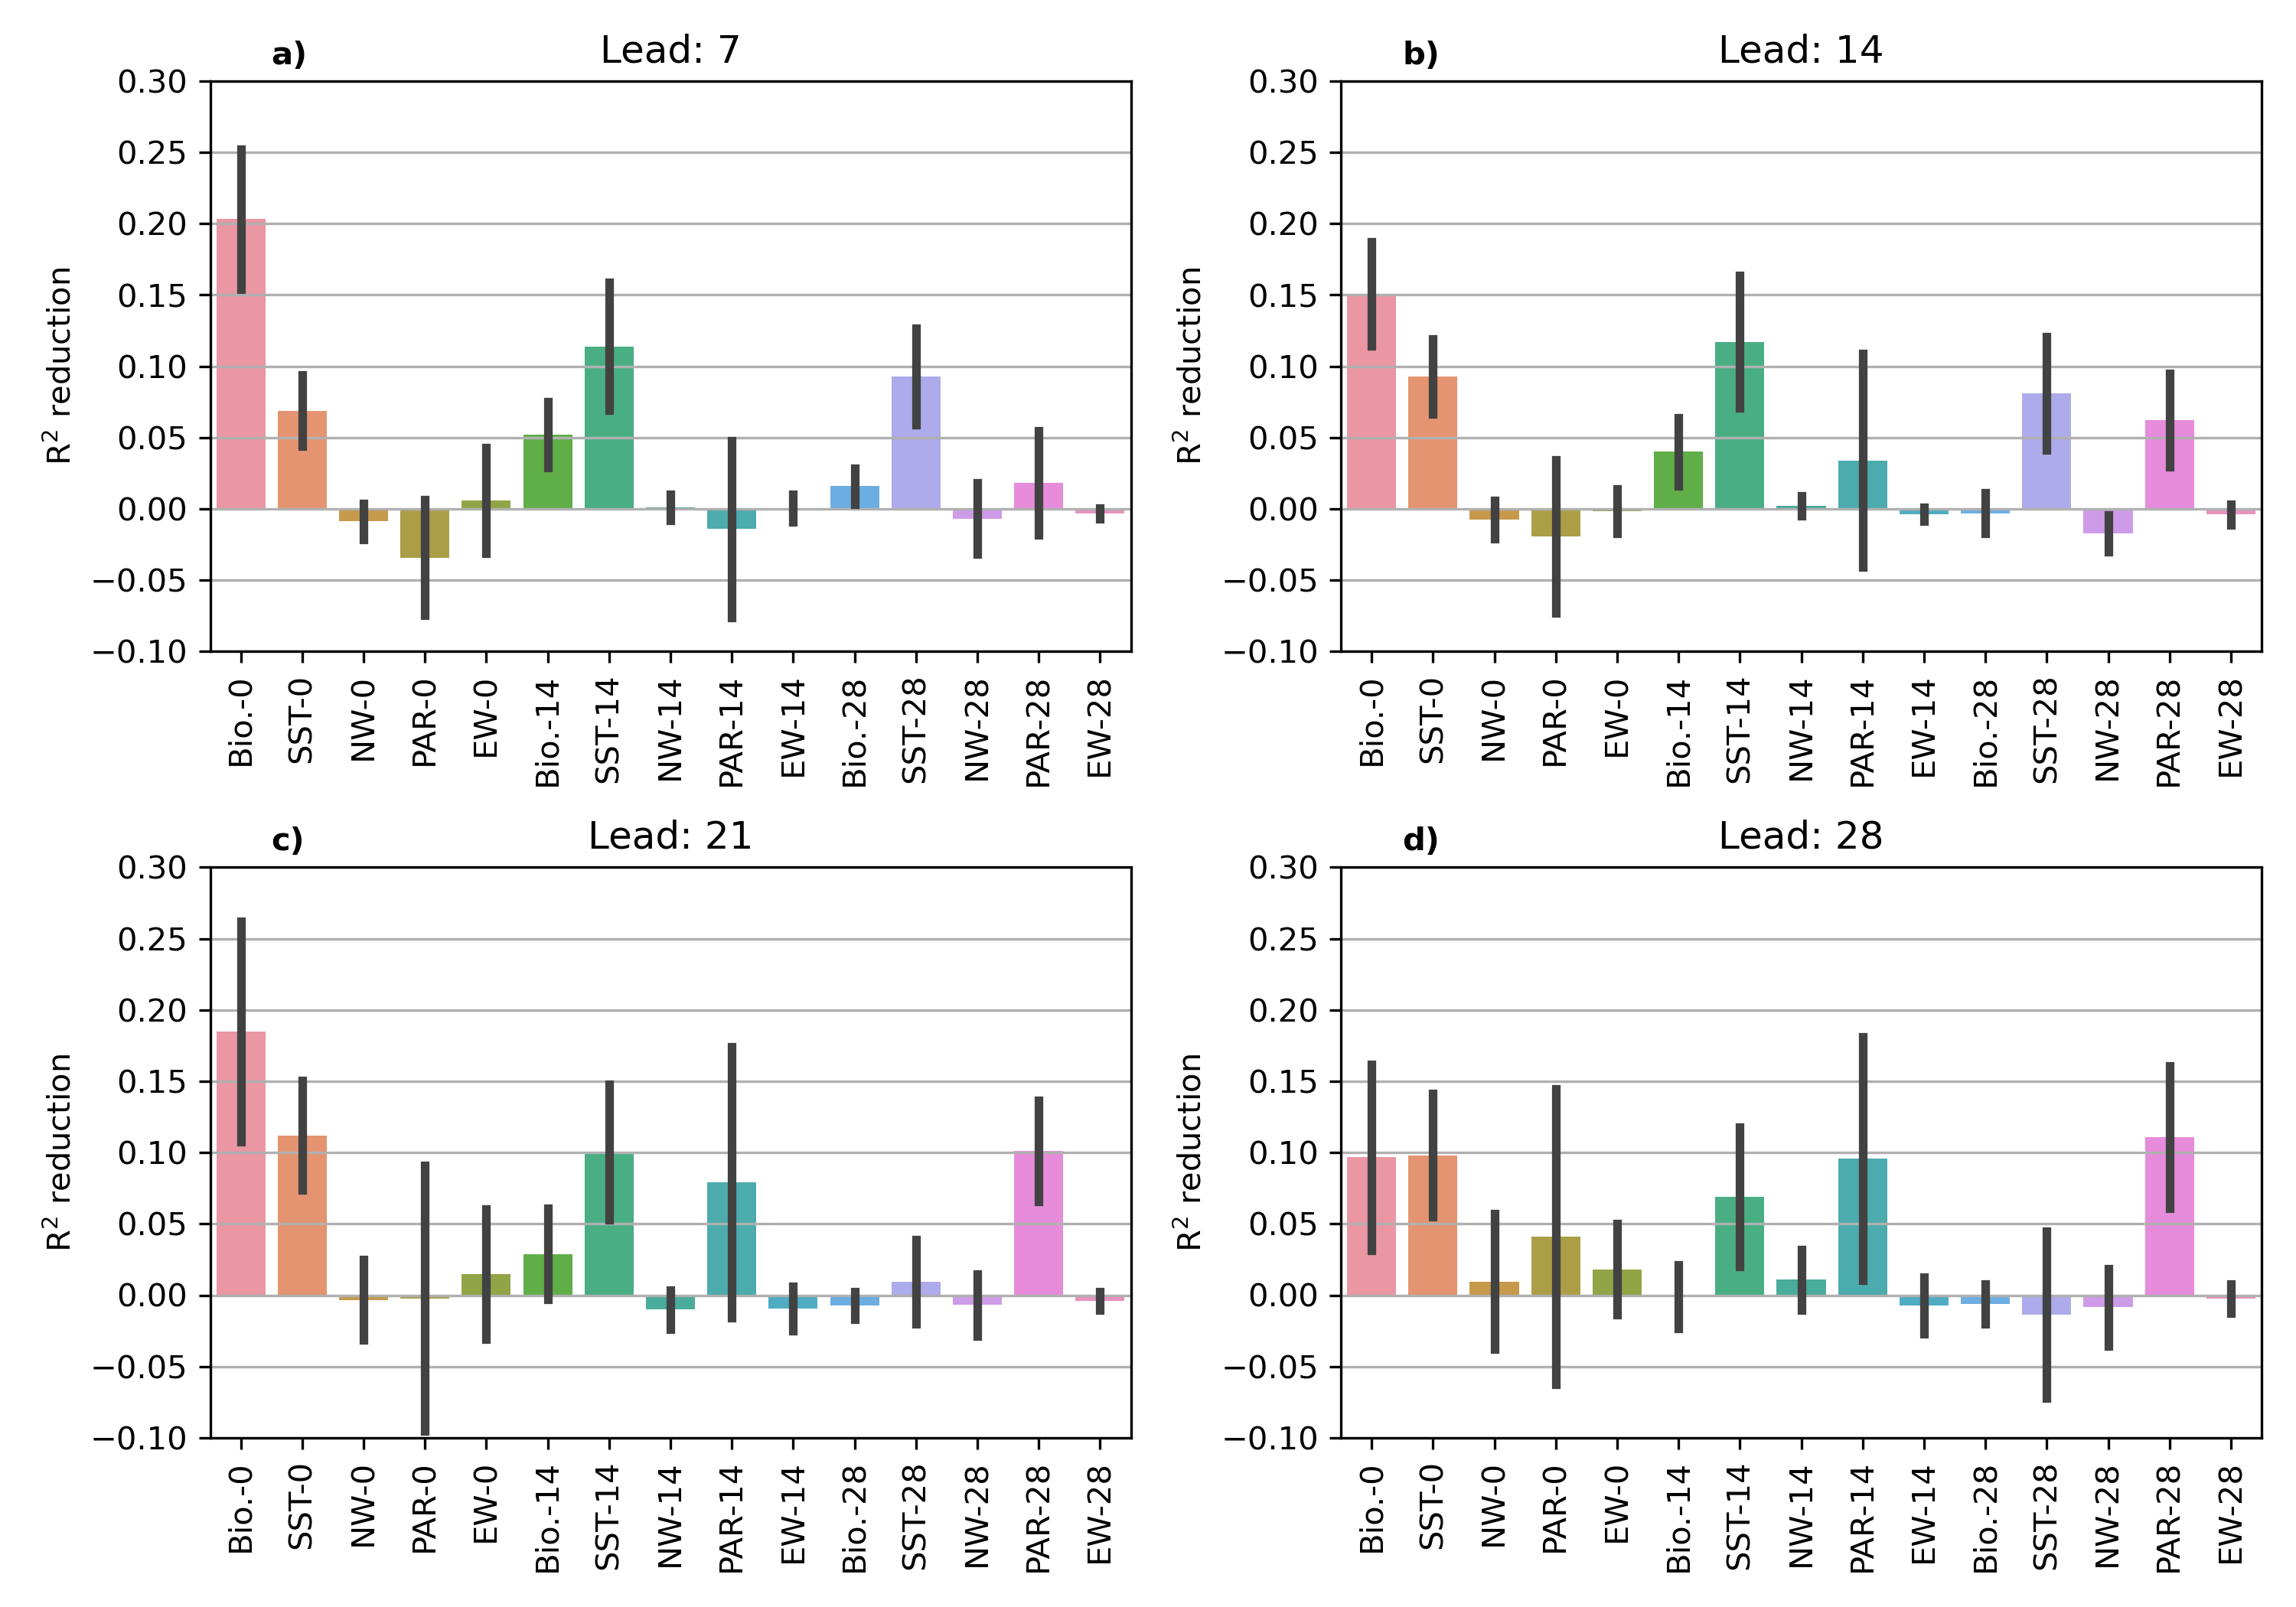 a) Lead: 7
0.30
0.25
0.20
0.15
0.10
0.05
0.00
−0.05
−0.10
R² reduction
Bio.-0
SST-0
NW-0
PAR-0
EW-0
Bio.-14
SST-14
NW-14
PAR-14
EW-14
Bio.-28
SST-28
NW-28
PAR-28
EW-28
b) Lead: 14
0.30
0.25
0.20
0.15
0.10
0.05
0.00
−0.05
−0.10
R² reduction
Bio.-0
SST-0
NW-0
PAR-0
EW-0
Bio.-14
SST-14
NW-14
PAR-14
EW-14
Bio.-28
SST-28
NW-28
PAR-28
EW-28
c) Lead: 21
0.30
0.25
0.20
0.15
0.10
0.05
0.00
−0.05
−0.10
R² reduction
Bio.-0
SST-0
NW-0
PAR-0
EW-0
Bio.-14
SST-14
NW-14
PAR-14
EW-14
Bio.-28
SST-28
NW-28
PAR-28
EW-28
d) Lead: 28
0.30
0.25
0.20
0.15
0.10
0.05
0.00
−0.05
−0.10
R² reduction
Bio.-0
SST-0
NW-0
PAR-0
EW-0
Bio.-14
SST-14
NW-14
PAR-14
EW-14
Bio.-28
SST-28
NW-28
PAR-28
EW-28